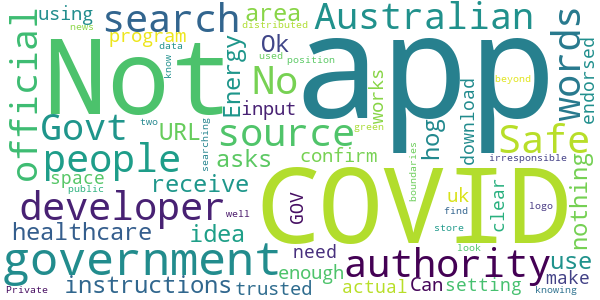 using area Australian
news distributed
official program search data Ok used position words endorsed
Not app
know Energy No input works beyond
Govt URL source hog download Safe
two searching asks confirm irresponsible
people space green boundaries nothing
public receive COVID uk clear
developer GOV find logo
healthcare idea well store use
government need authority look make
instructions enough actual Can setting
Private trusted knowing